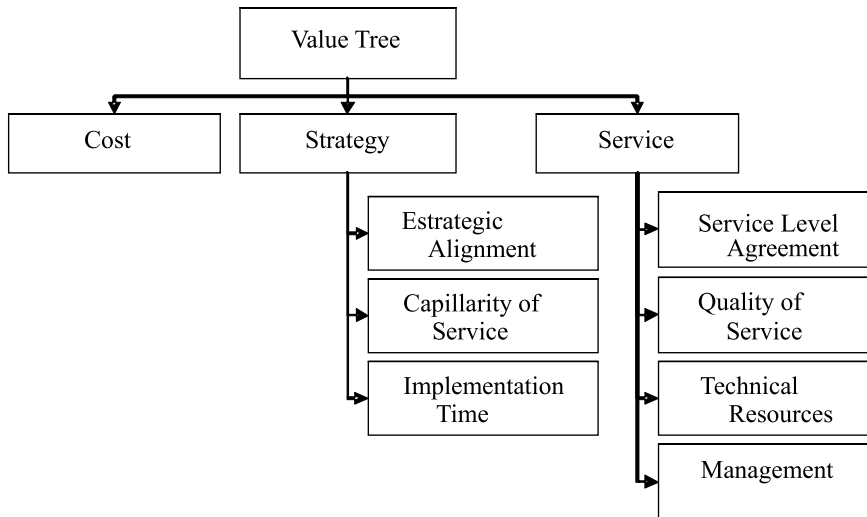 Value Tree
Cost
Strategy
Service
Estrategic
Alignment
Capillarity of
Service
Implementation
Time
Service Level
Agreement
Quality of
Service
Technical
Resources
Management